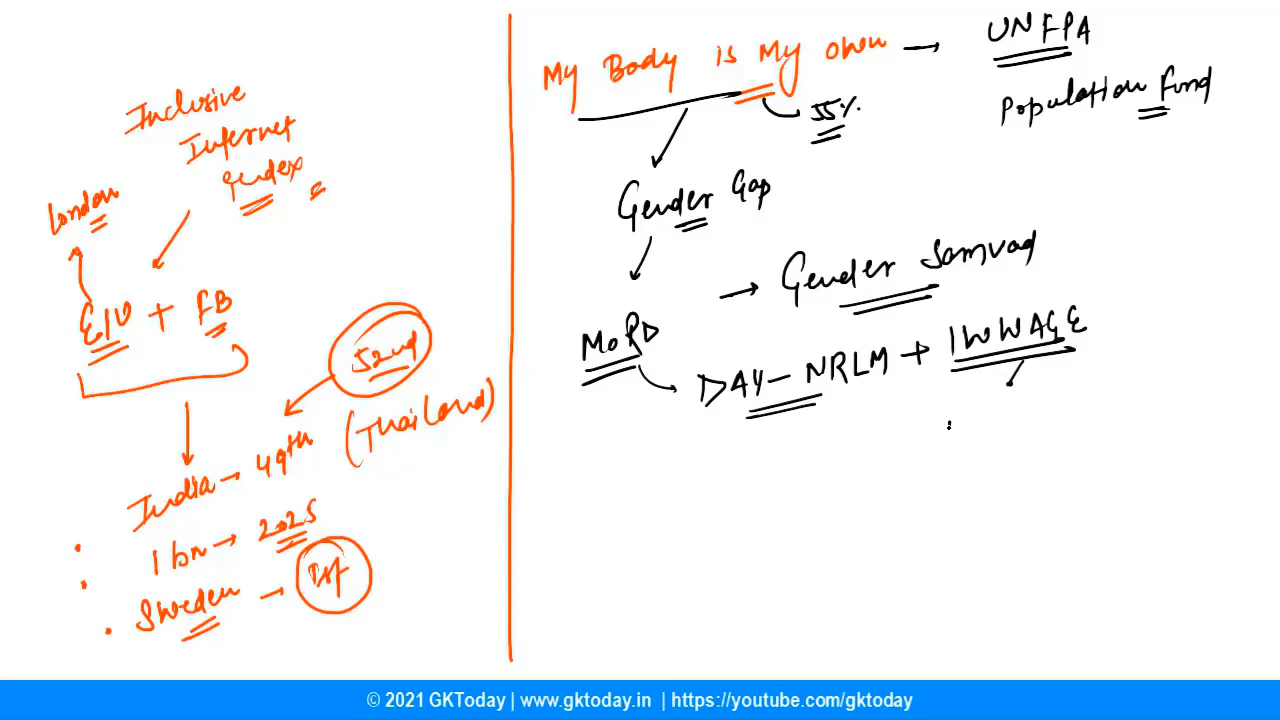 Inclusive
Internet
Index
London
EIU + FB
52nd
India → 49th (Thailand)
1 bn → 2025
Sweden → 1st
My Body is My own → UNFPA
Population Fund
55%
Gender Gap
→ Gender Samvad
MoRD
DAY - NRLM + IWWAGE
© 2021 GKToday | www.gktoday.in | https://youtube.com/gktoday